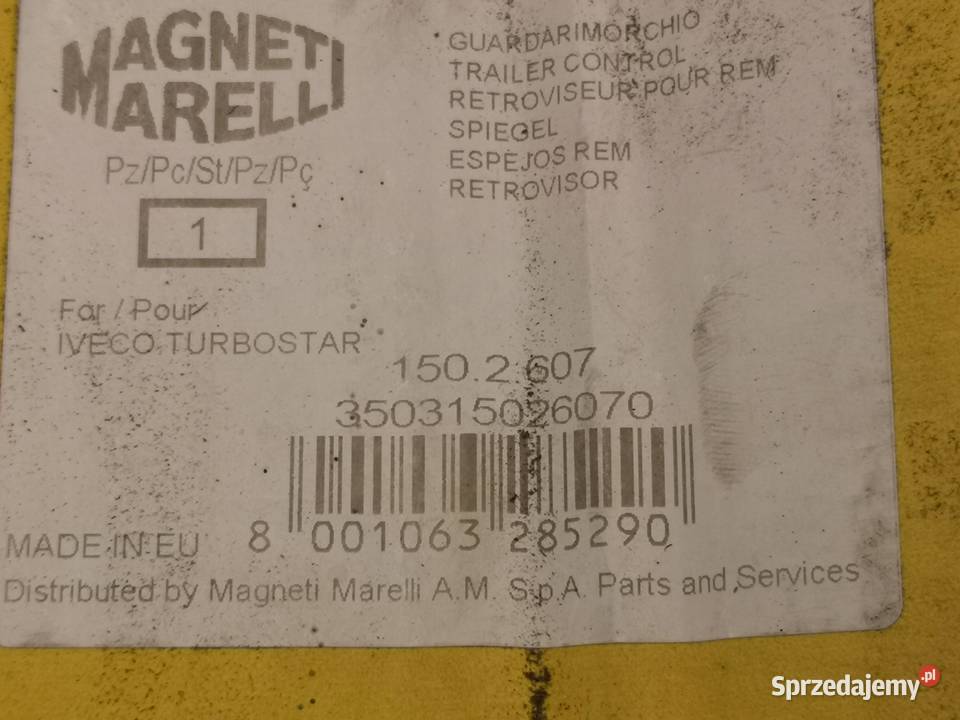 MAGNETI
MARELLI
Pz/Pc/St/Pz/Pç
1
GUARDARIMORCHIO
TRAILER CONTROL
RETROVISEUR POUR REM
SPIEGEL
ESPEJOS REM
RETROVISOR
For / Pour
IVECO TURBOSTAR
150.2 607
350315026070
8 001063 285290
MADE IN EU
Distributed by Magneti Marelli A.M. S.p.A. Parts and Services
Sprzedajemy.pl